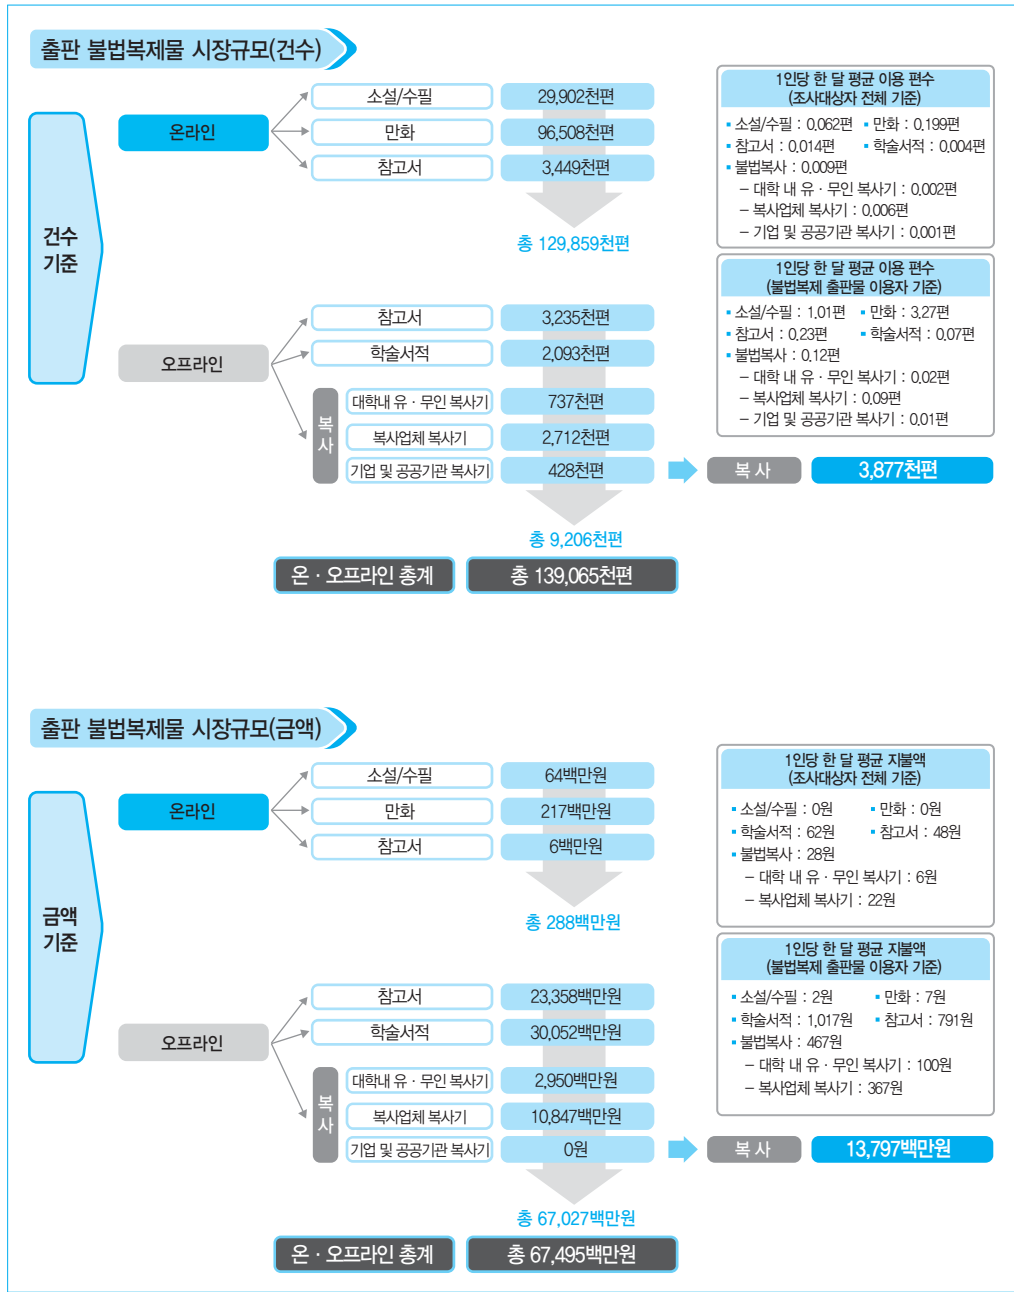 출판 불법복제물 시장규모(건수)
건수
기준
온라인
소설/수필
29,902천편
만화
96,508천편
참고서
3,449천편
총 129,859천편
오프라인
참고서
3,235천편
학술서적
2,093천편
복
사
대학내 유 · 무인 복사기
737천편
복사업체 복사기
2,712천편
기업 및 공공기관 복사기
428천편
복 사
3,877천편
총 9,206천편
온 · 오프라인 총계
총 139,065천편
1인당 한 달 평균 이용 편수
(조사대상자 전체 기준)
▪ 소설/수필 : 0.062편 ▪ 만화 : 0.199편
▪ 참고서 : 0.014편 ▪ 학술서적 : 0.004편
▪ 불법복사 : 0.009편
– 대학 내 유 · 무인 복사기 : 0.002편
– 복사업체 복사기 : 0.006편
– 기업 및 공공기관 복사기 : 0.001편
1인당 한 달 평균 이용 편수
(불법복제 출판물 이용자 기준)
▪ 소설/수필 : 1.01편 ▪ 만화 : 3.27편
▪ 참고서 : 0.23편 ▪ 학술서적 : 0.07편
▪ 불법복사 : 0.12편
– 대학 내 유 · 무인 복사기 : 0.02편
– 복사업체 복사기 : 0.09편
– 기업 및 공공기관 복사기 : 0.01편
출판 불법복제물 시장규모(금액)
금액
기준
온라인
소설/수필
64백만원
만화
217백만원
참고서
6백만원
총 288백만원
오프라인
참고서
23,358백만원
학술서적
30,052백만원
복
사
대학내 유 · 무인 복사기
2,950백만원
복사업체 복사기
10,847백만원
기업 및 공공기관 복사기
0원
복 사
13,797백만원
총 67,027백만원
온 · 오프라인 총계
총 67,495백만원
1인당 한 달 평균 지불액
(조사대상자 전체 기준)
▪ 소설/수필 : 0원 ▪ 만화 : 0원
▪ 학술서적 : 62원 ▪ 참고서 : 48원
▪ 불법복사 : 28원
– 대학 내 유 · 무인 복사기 : 6원
– 복사업체 복사기 : 22원
1인당 한 달 평균 지불액
(불법복제 출판물 이용자 기준)
▪ 소설/수필 : 2원 ▪ 만화 : 7원
▪ 학술서적 : 1,017원 ▪ 참고서 : 791원
▪ 불법복사 : 467원
– 대학 내 유 · 무인 복사기 : 100원
– 복사업체 복사기 : 367원